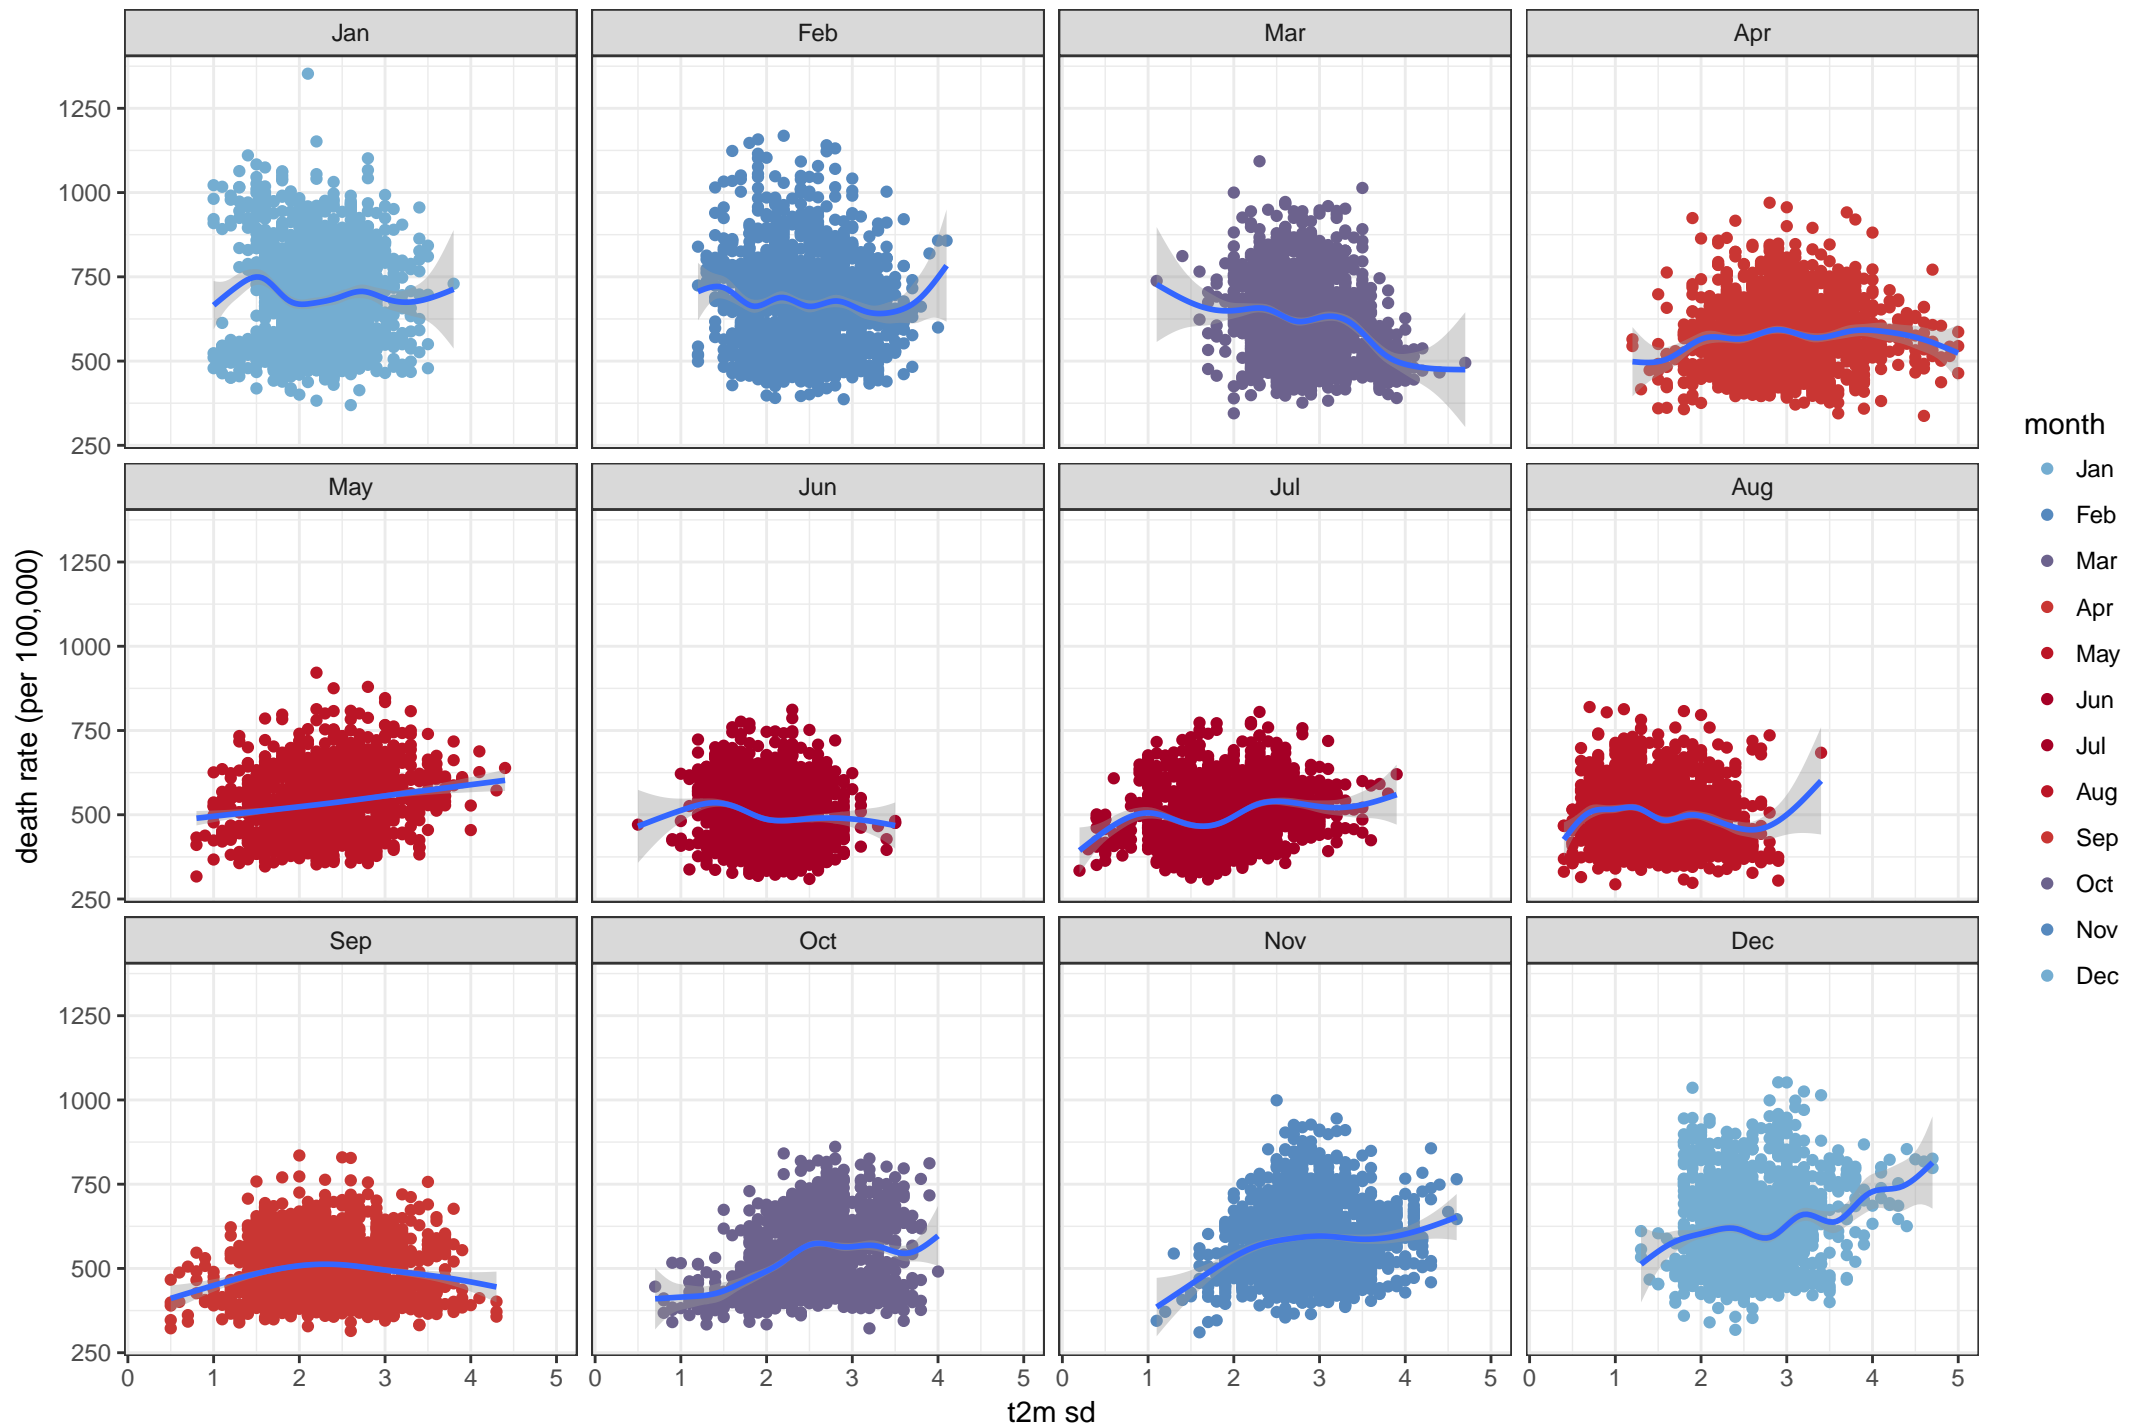 Jan Feb Mar Apr
1250
1000
750
500
250
May Jun Jul Aug
1250
1000
750
500
250
Sep Oct Nov Dec
1250
1000
750
500
250
0 1 2 3 4 5 0 1 2 3 4 5 0 1 2 3 4 5 0 1 2 3 4 5
t2m sd
death rate (per 100,000)
month
Jan
Feb
Mar
Apr
May
Jun
Jul
Aug
Sep
Oct
Nov
Dec